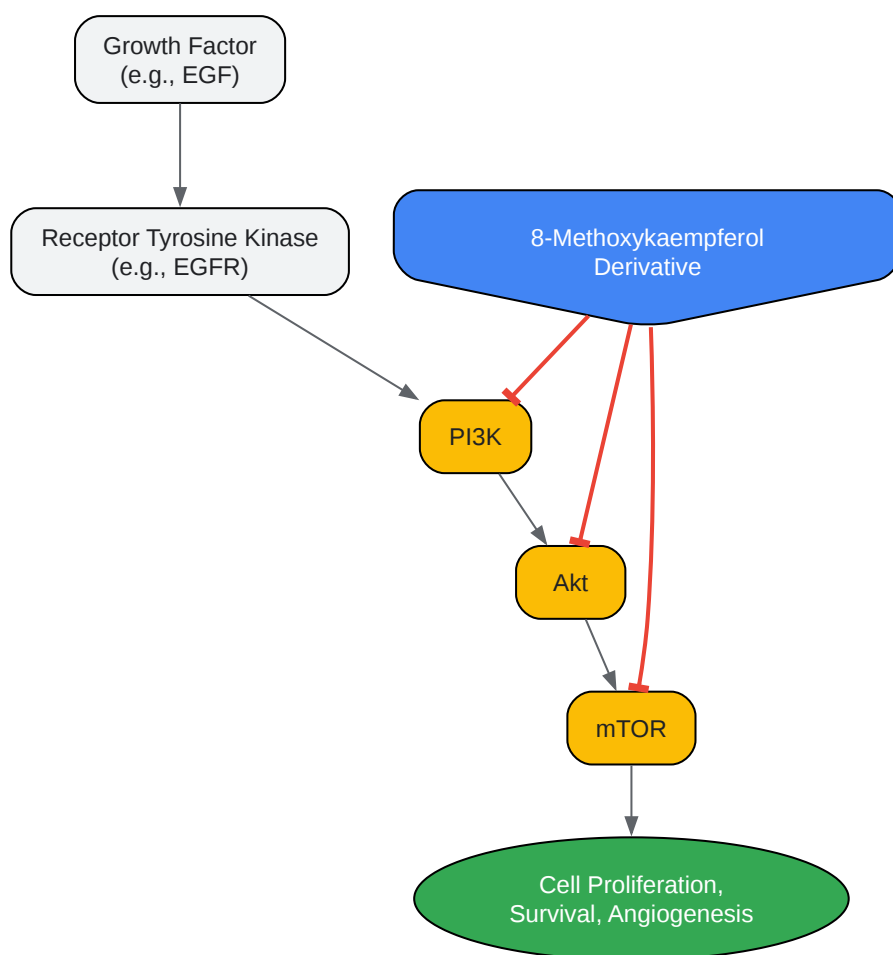 Growth Factor
(e.g., EGF)
Receptor Tyrosine Kinase
(e.g., EGFR)
8-Methoxykaempferol
Derivative
PI3K
Akt
mTOR
Cell Proliferation,
Survival, Angiogenesis